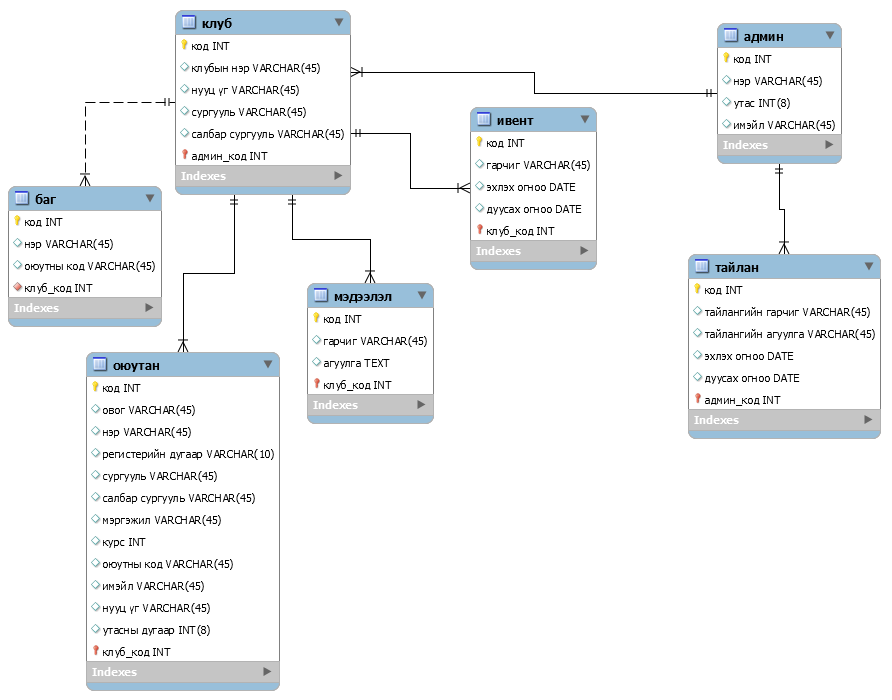 клуб
код INT
клубын нэр VARCHAR(45)
нууц үг VARCHAR(45)
сургууль VARCHAR(45)
салбар сургууль VARCHAR(45)
админ_код INT
Indexes
админ
код INT
нэр VARCHAR(45)
утас INT(8)
имэйл VARCHAR(45)
Indexes
ивент
код INT
гарчиг VARCHAR(45)
эхлэх огноо DATE
дуусах огноо DATE
клуб_код INT
Indexes
баг
код INT
нэр VARCHAR(45)
оюутны код VARCHAR(45)
клуб_код INT
Indexes
мэдээлэл
код INT
гарчиг VARCHAR(45)
агуулга TEXT
клуб_код INT
Indexes
тайлан
код INT
тайлангийн гарчиг VARCHAR(45)
тайлангийн агуулга VARCHAR(45)
эхлэх огноо DATE
дуусах огноо DATE
админ_код INT
Indexes
оюутан
код INT
овог VARCHAR(45)
нэр VARCHAR(45)
регистерийн дугаар VARCHAR(10)
сургууль VARCHAR(45)
салбар сургууль VARCHAR(45)
мэргэжил VARCHAR(45)
курс INT
оюутны код VARCHAR(45)
имэйл VARCHAR(45)
нууц үг VARCHAR(45)
утасны дугаар INT(8)
клуб_код INT
Indexes